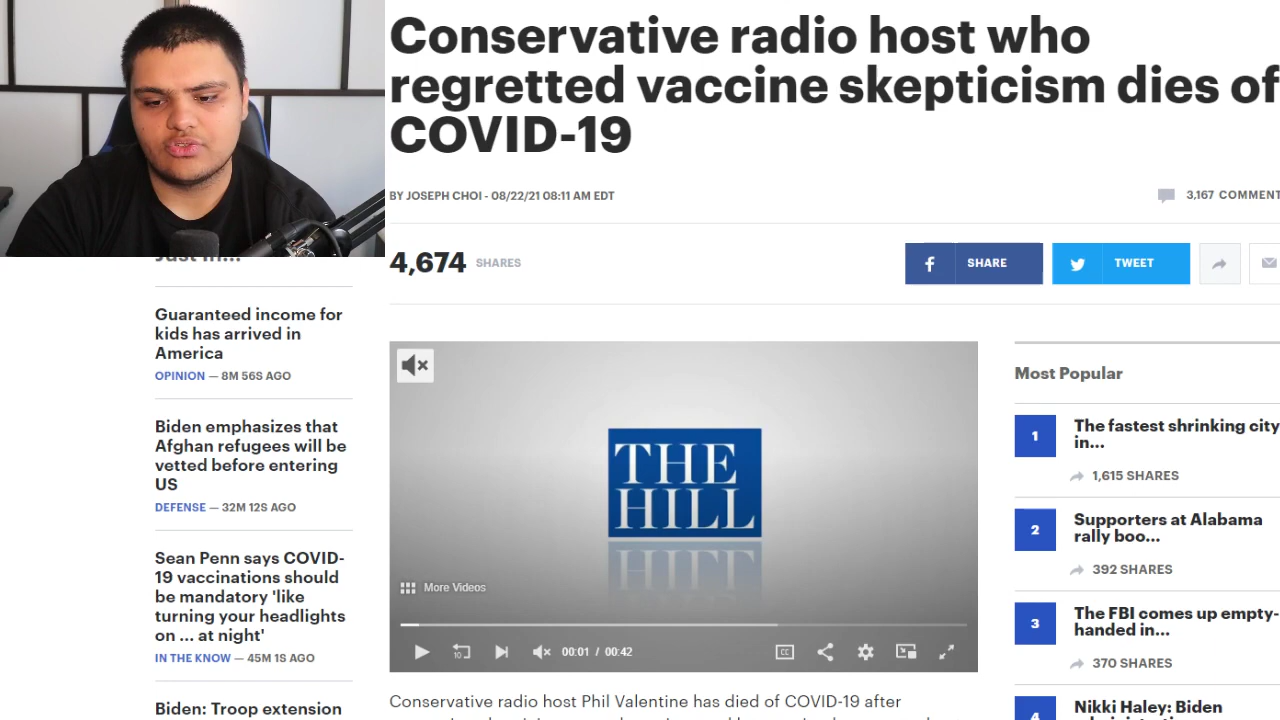 Conservative radio host who
regretted vaccine skepticism dies of
COVID-19
BY JOSEPH CHOI - 08/22/21 08:11 AM EDT
3,167 COMMENT
4,674 SHARES
SHARE
TWEET
Just In...
Guaranteed income for
kids has arrived in
America
OPINION — 8M 56S AGO
Biden emphasizes that
Afghan refugees will be
vetted before entering
US
DEFENSE — 32M 12S AGO
Sean Penn says COVID-
19 vaccinations should
be mandatory 'like
turning your headlights
on ... at night'
IN THE KNOW — 45M 1S AGO
Biden: Troop extension
THE
HILL
More Videos
10
00:01 / 00:42
CC
Conservative radio host Phil Valentine has died of COVID-19 after
Most Popular
1
The fastest shrinking city
in...
1,615 SHARES
2
Supporters at Alabama
rally boo...
392 SHARES
3
The FBI comes up empty-
handed in...
370 SHARES
4
Nikki Haley: Biden